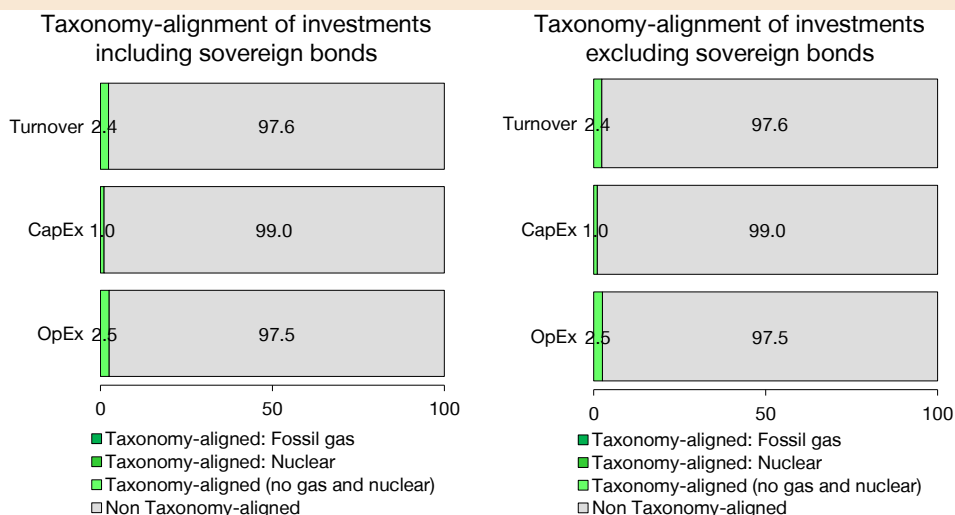 Taxonomy-alignment of investments
including sovereign bonds
Turnover 2.4 97.6
CapEx 1.0 99.0
OpEx 2.5 97.5
0 50 100
Taxonomy-aligned: Fossil gas
Taxonomy-aligned: Nuclear
Taxonomy-aligned (no gas and nuclear)
Non Taxonomy-aligned
Taxonomy-alignment of investments
excluding sovereign bonds
Turnover 2.4 97.6
CapEx 1.0 99.0
OpEx 2.5 97.5
0 50 100
Taxonomy-aligned: Fossil gas
Taxonomy-aligned: Nuclear
Taxonomy-aligned (no gas and nuclear)
Non Taxonomy-aligned